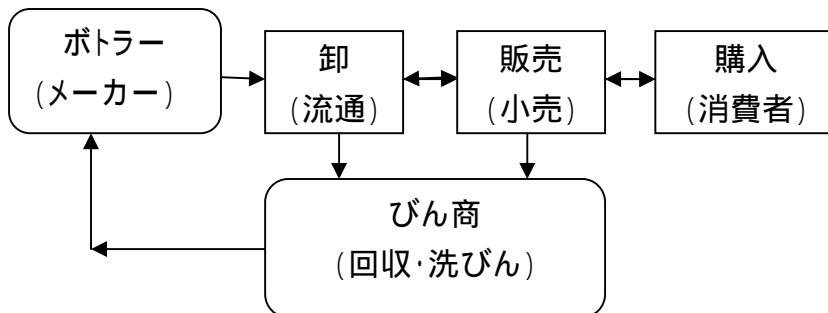 ボトラー
(メーカー)
卸
(流通)
販売
(小売)
購入
(消費者)
びん商
(回収・洗びん)